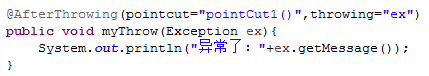 @AfterThrowing(pointcut="pointCut1()",throwing="ex")
public void myThrow(Exception ex){
System.out.println("异常了："+ex.getMessage());
}